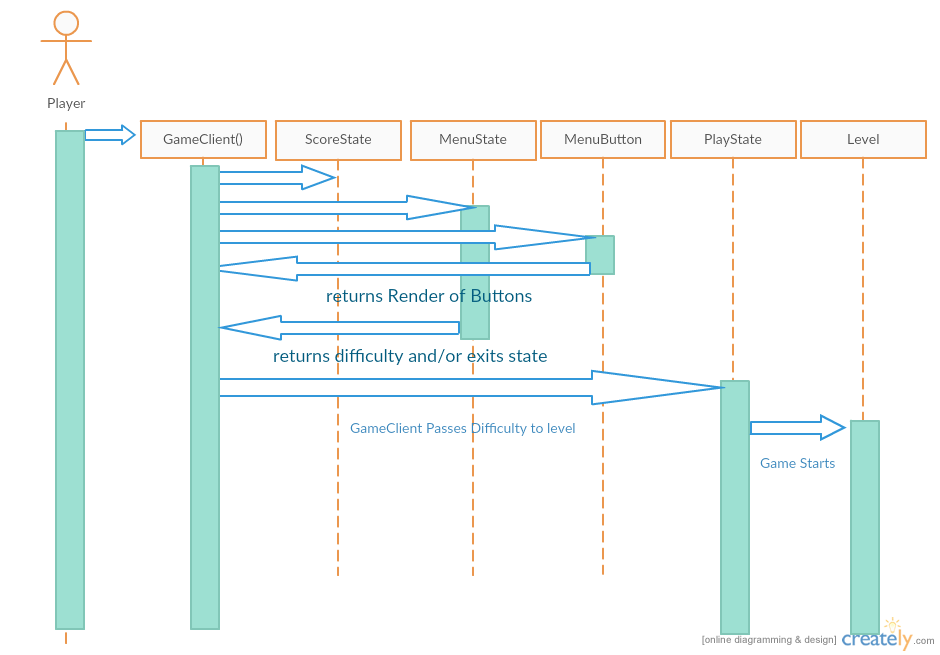 Player
GameClient()
ScoreState
MenuState
MenuButton
PlayState
Level
returns Render of Buttons
returns difficulty and/or exits state
GameClient Passes Difficulty to level
Game Starts
[online diagramming & design] creately.com